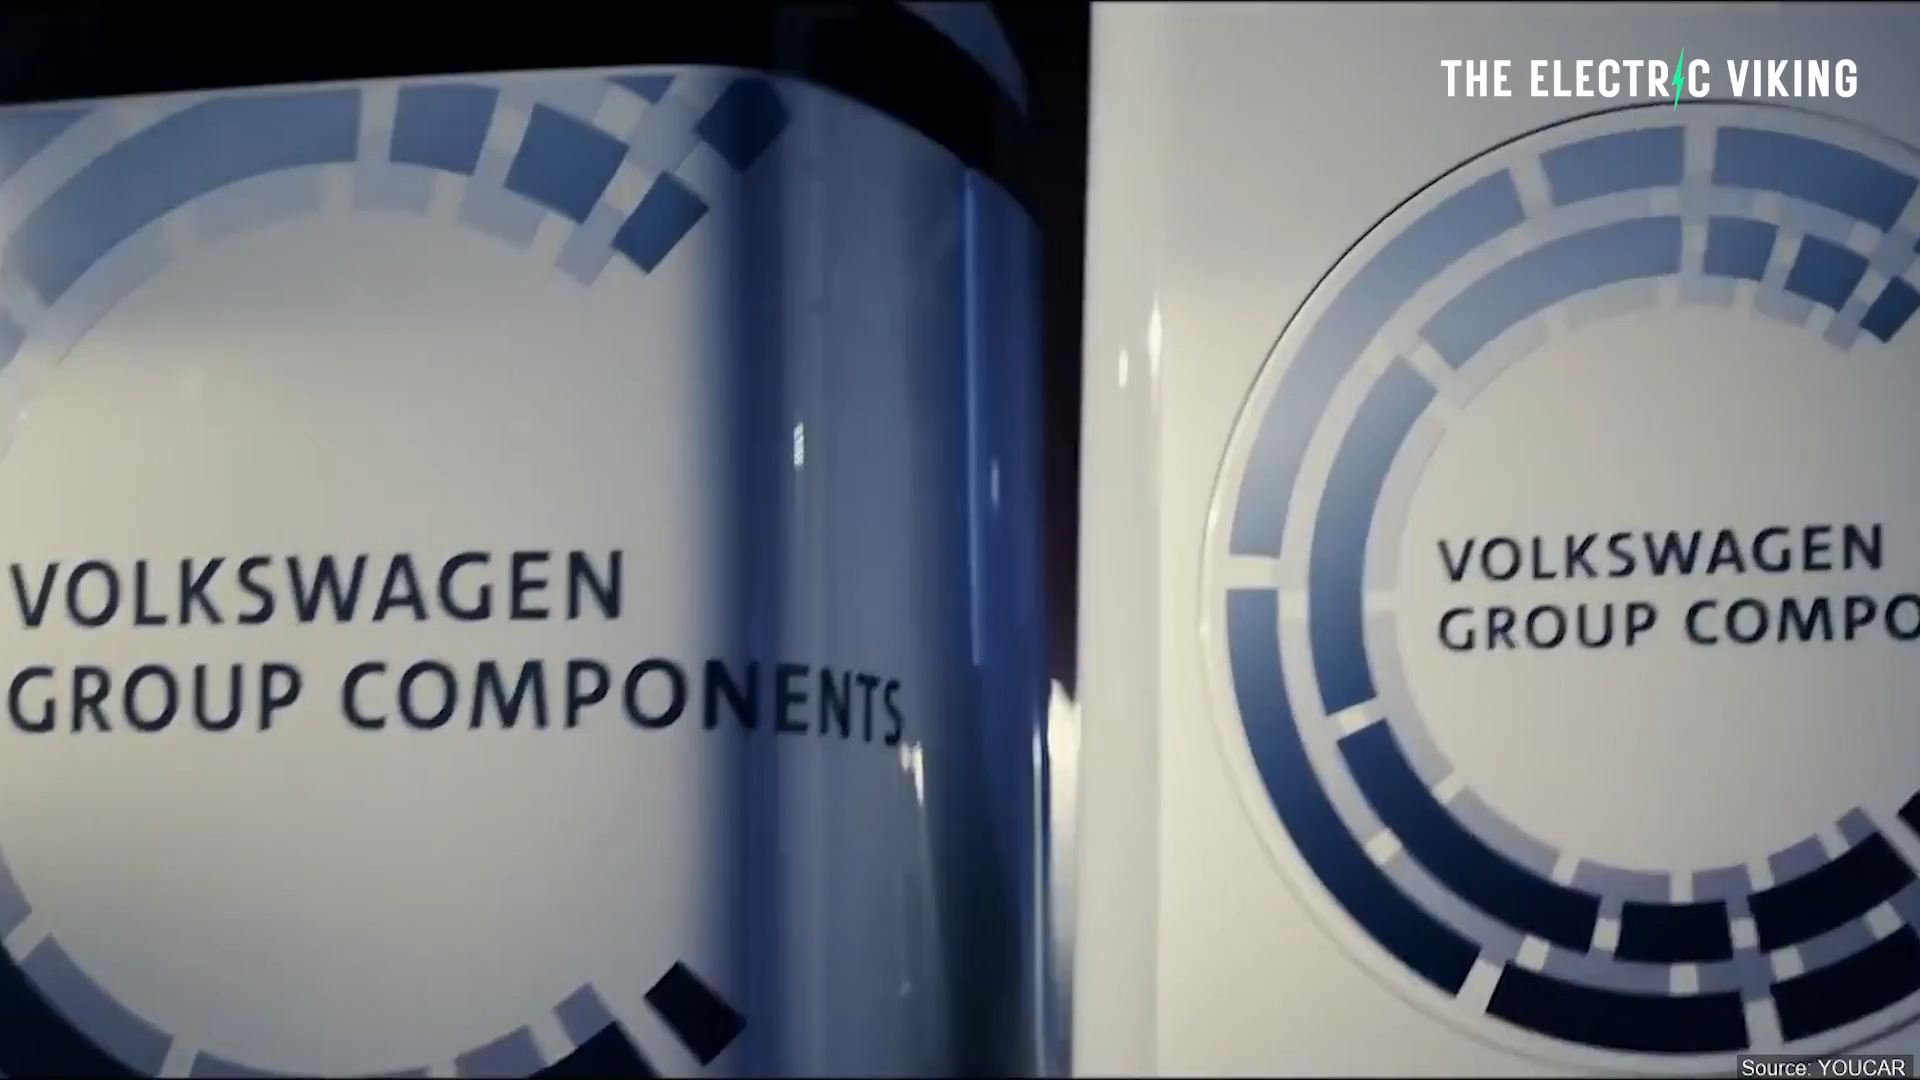 THE ELECTRIC VIKING
VOLKSWAGEN
GROUP COMPONENTS
VOLKSWAGEN
GROUP COMPO
Source: YOUCAR